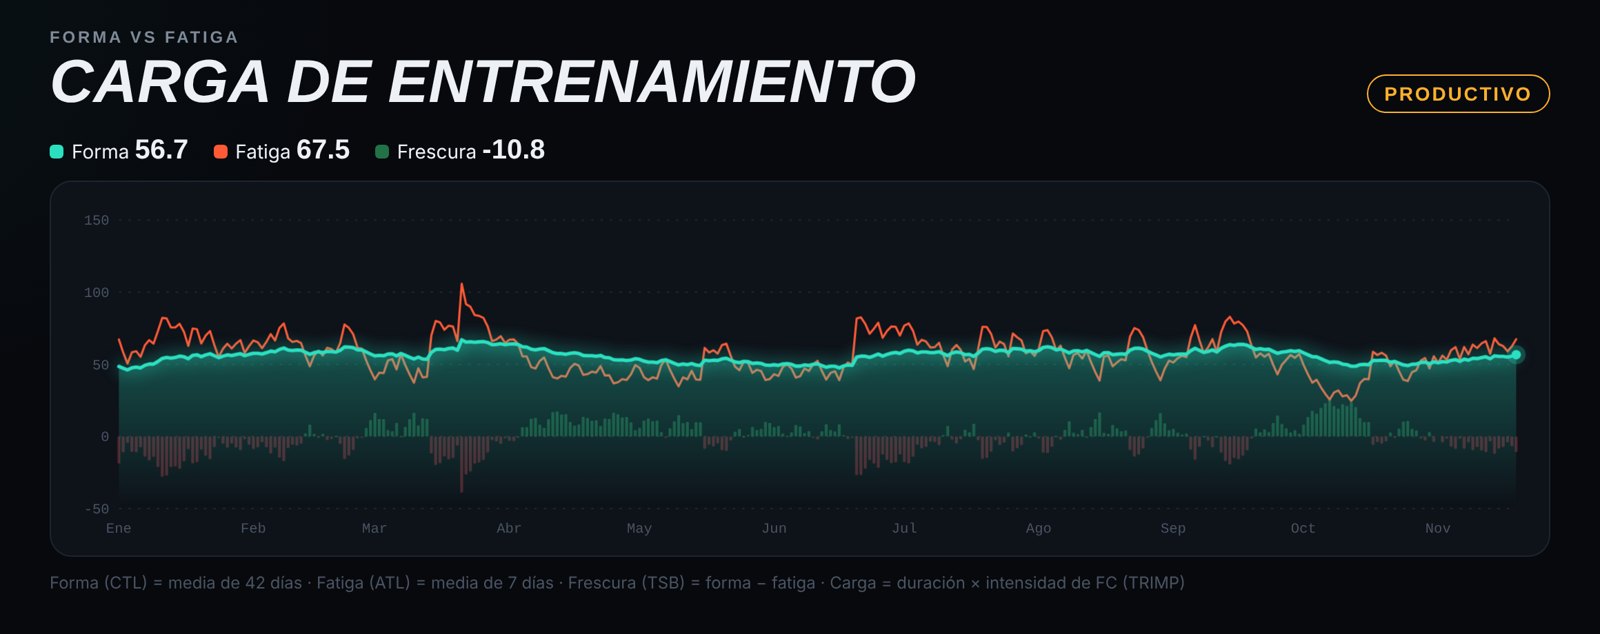 FORMA VS FATIGA
CARGA DE ENTRENAMIENTO
PRODUCTIVO
Forma 56.7 Fatiga 67.5 Frescura -10.8
150
100
50
0
-50
Ene Feb Mar Abr May Jun Jul Ago Sep Oct Nov
Forma (CTL) = media de 42 días · Fatiga (ATL) = media de 7 días · Frescura (TSB) = forma − fatiga · Carga = duración × intensidad de FC (TRIMP)